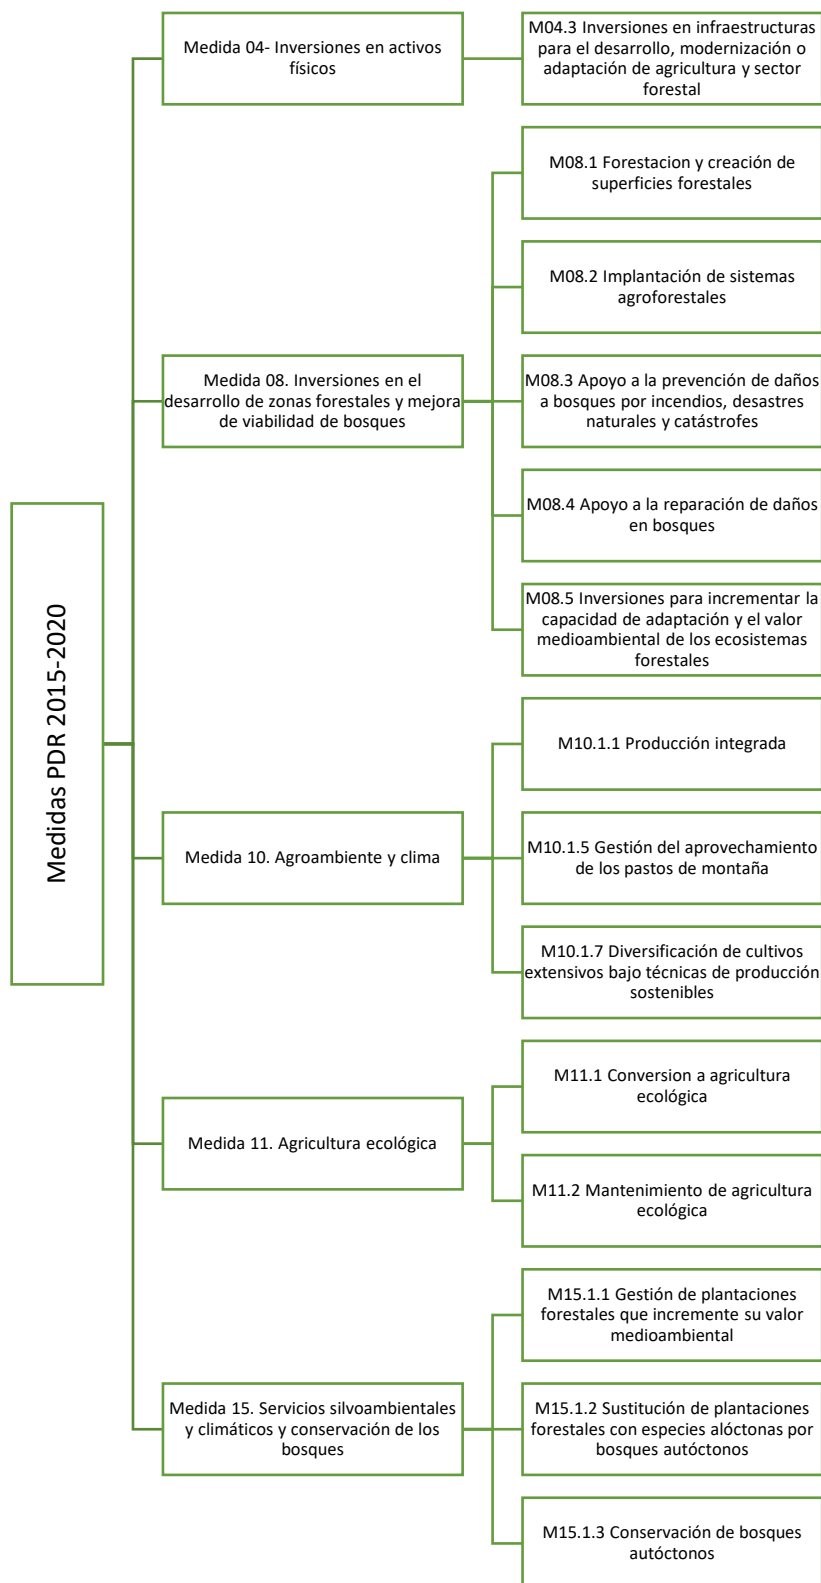 Medidas PDR 2015-2020
Medida 04- Inversiones en activos
físicos
M04.3 Inversiones en infraestructuras
para el desarrollo, modernización o
adaptación de agricultura y sector
forestal
Medida 08. Inversiones en el
desarrollo de zonas forestales y mejora
de viabilidad de bosques
M08.1 Forestacion y creación de
superficies forestales
M08.2 Implantación de sistemas
agroforestales
M08.3 Apoyo a la prevención de daños
a bosques por incendios, desastres
naturales y catástrofes
M08.4 Apoyo a la reparación de daños
en bosques
M08.5 Inversiones para incrementar la
capacidad de adaptación y el valor
medioambiental de los ecosistemas
forestales
Medida 10. Agroambiente y clima
M10.1.1 Producción integrada
M10.1.5 Gestión del aprovechamiento
de los pastos de montaña
M10.1.7 Diversificación de cultivos
extensivos bajo técnicas de producción
sostenibles
Medida 11. Agricultura ecológica
M11.1 Conversion a agricultura
ecológica
M11.2 Mantenimiento de agricultura
ecológica
Medida 15. Servicios silvoambientales
y climáticos y conservación de los
bosques
M15.1.1 Gestión de plantaciones
forestales que incremente su valor
medioambiental
M15.1.2 Sustitución de plantaciones
forestales con especies alóctonas por
bosques autóctonos
M15.1.3 Conservación de bosques
autóctonos